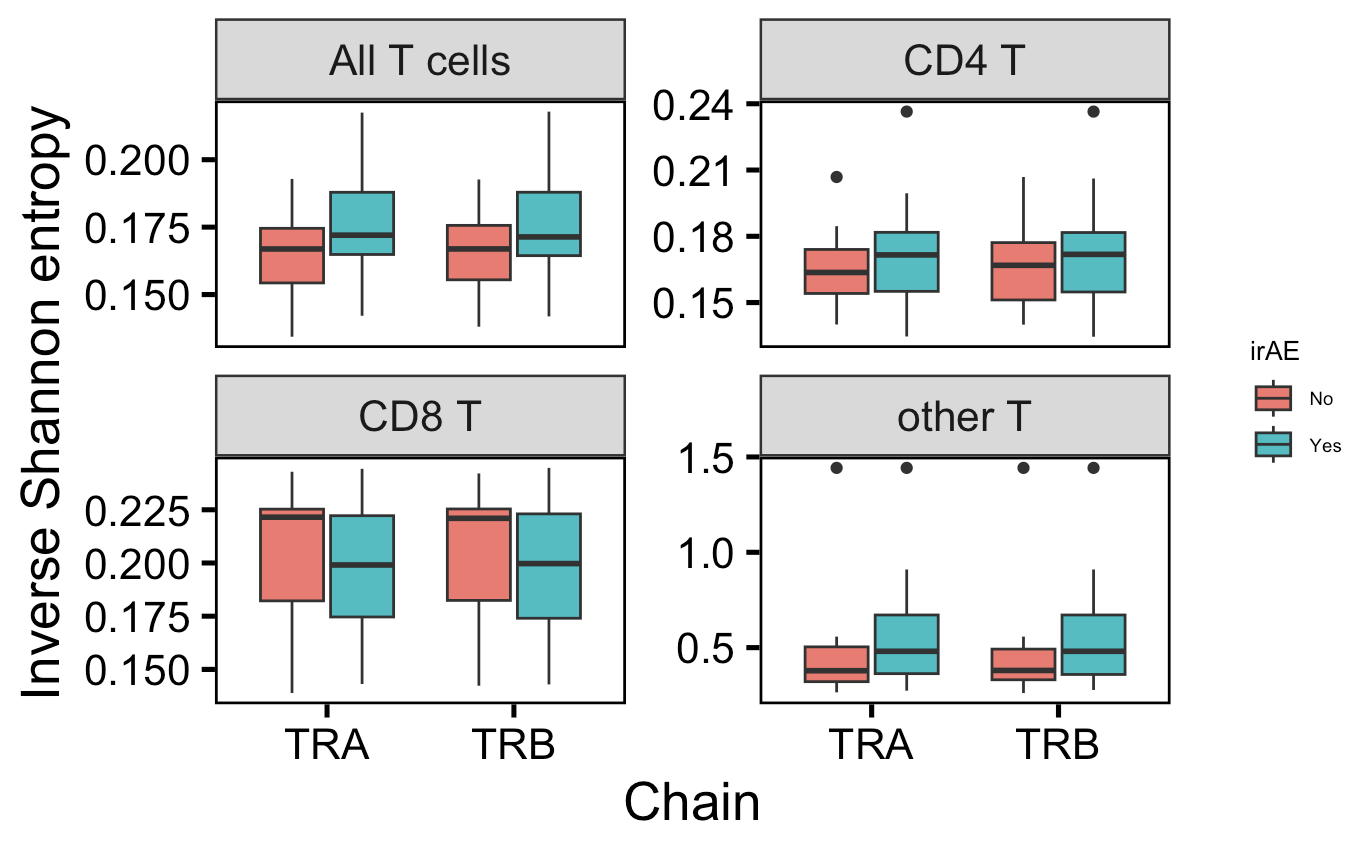 All T cells
CD4 T
0.200
0.175
0.150
0.24
0.21
0.18
0.15
CD8 T
other T
0.225
0.200
0.175
0.150
1.5
1.0
0.5
TRA
TRB
TRA
TRB
Chain
Inverse Shannon entropy
irAE
No
Yes